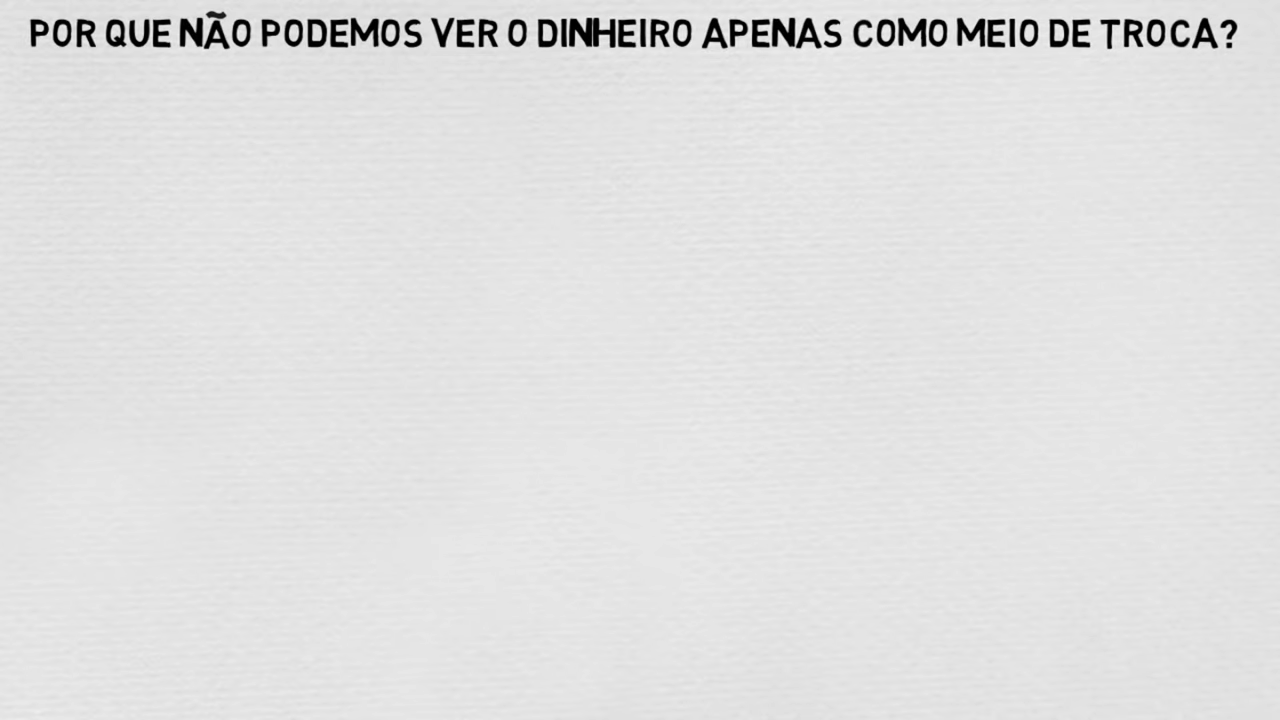 POR QUE NÃO PODEMOS VER O DINHEIRO APENAS COMO MEIO DE TROCA?